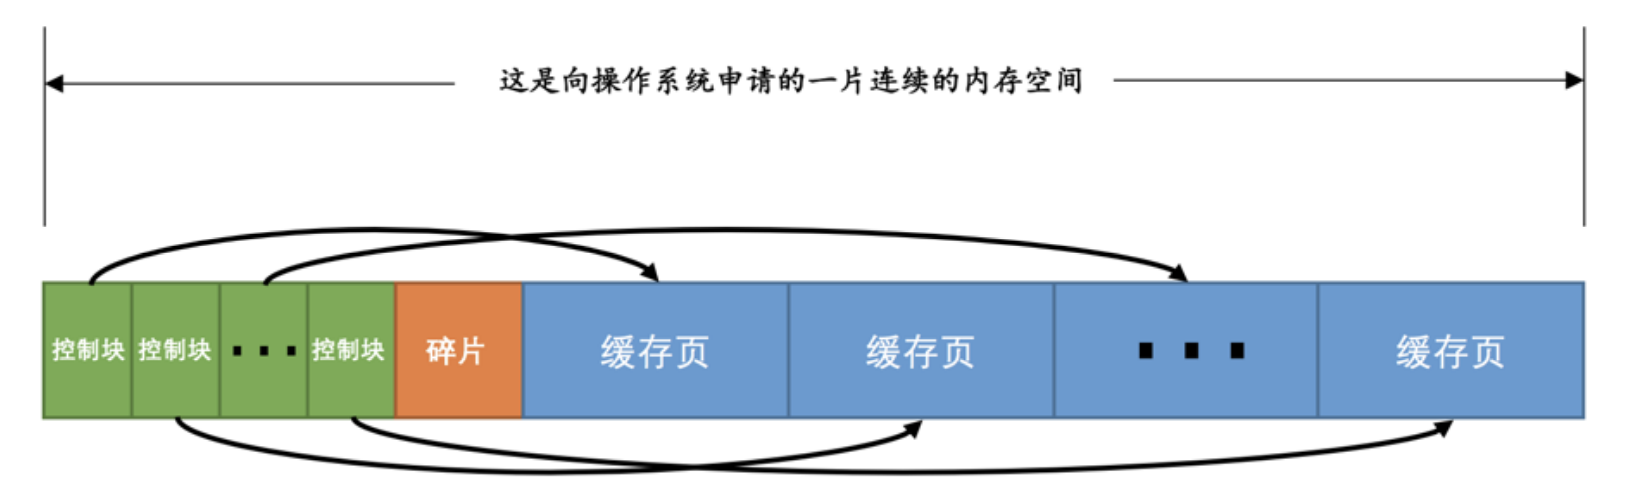 这是向操作系统申请的一片连续的内存空间
控制块 控制块 ... 控制块 碎片 缓存页 缓存页 ... 缓存页